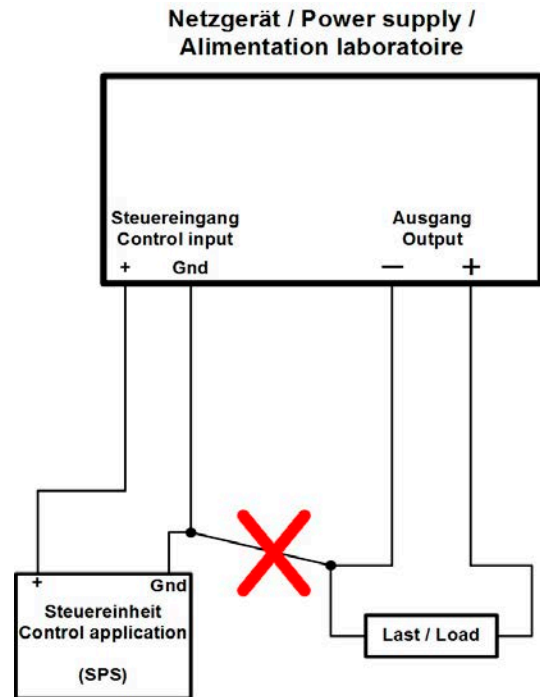 Netzgerät / Power supply /
Alimentation laboratoire
Steuereingang
Control input
+ Gnd
Ausgang
Output
— +
+ Gnd
Steuereinheit
Control application
(SPS)
Last / Load